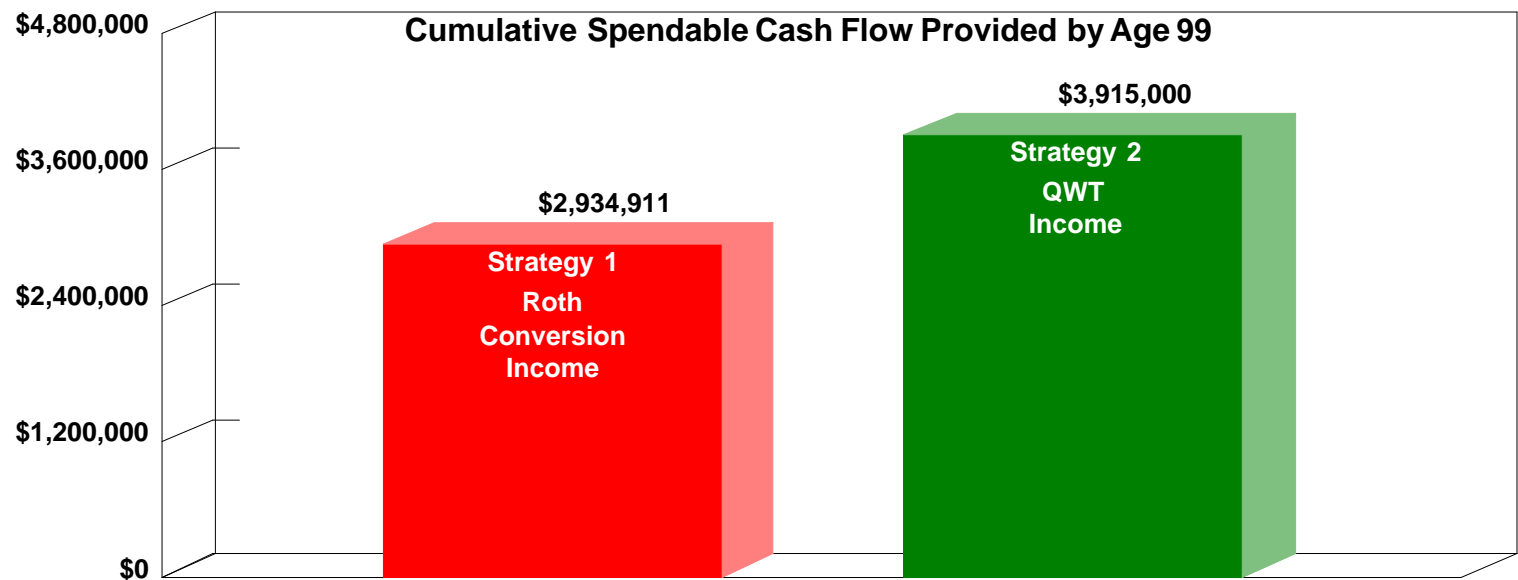 Cumulative Spendable Cash Flow Provided by Age 99
$4,800,000
$3,600,000
$2,400,000
$1,200,000
$0
$2,934,911
Strategy 1
Roth
Conversion
Income
$3,915,000
Strategy 2
QWT
Income